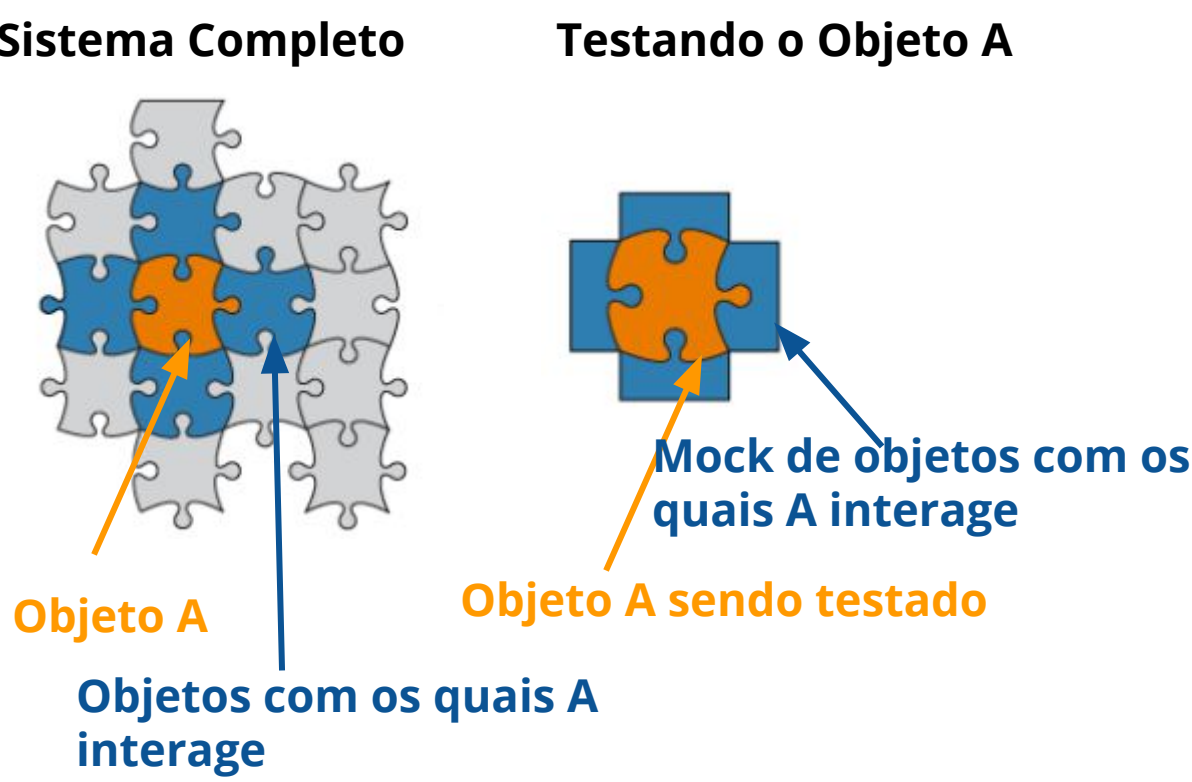 Sistema Completo
Testando o Objeto A
Mock de objetos com os
quais A interage
Objeto A sendo testado
Objeto A
Objetos com os quais A
interage